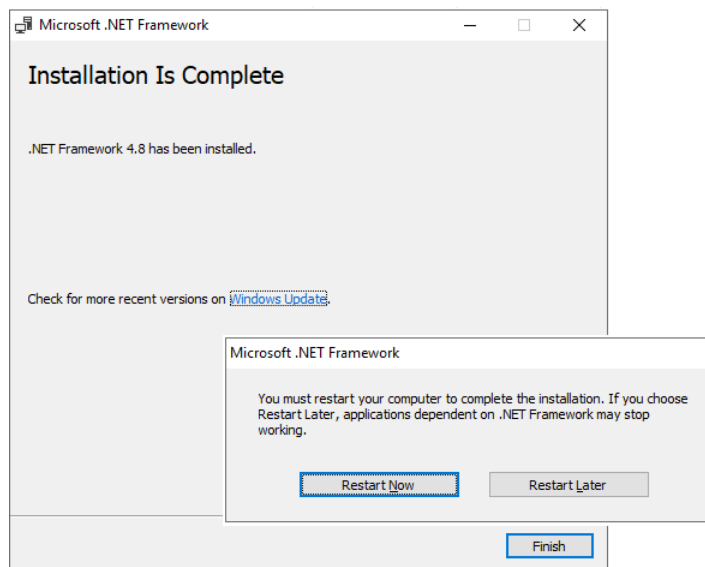 Microsoft .NET Framework
Installation Is Complete
.NET Framework 4.8 has been installed.
Check for more recent versions on Windows Update.
Microsoft .NET Framework
You must restart your computer to complete the installation. If you choose
Restart Later, applications dependent on .NET Framework may stop
working.
Restart Now
Restart Later
Finish